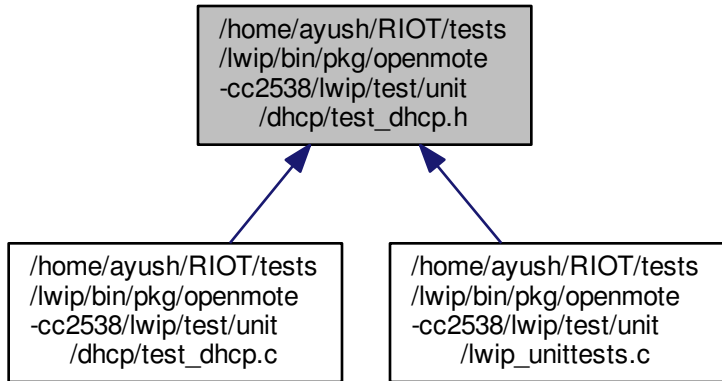 /home/ayush/RIOT/tests
/lwip/bin/pkg/openmote
-cc2538/lwip/test/unit
/dhcp/test_dhcp.h
/home/ayush/RIOT/tests
/lwip/bin/pkg/openmote
-cc2538/lwip/test/unit
/dhcp/test_dhcp.c
/home/ayush/RIOT/tests
/lwip/bin/pkg/openmote
-cc2538/lwip/test/unit
/lwip_unittests.c